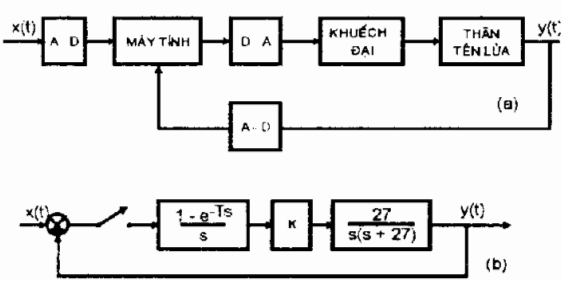 x(t)
A D
MÁY TÍNH
D A
KHUẾCH
ĐẠI
THÂN
TÊN LỬA
y(t)
A - D
(a)
x(t)
1 - e^-Ts
s
K
27
s(s + 27)
y(t)
(b)